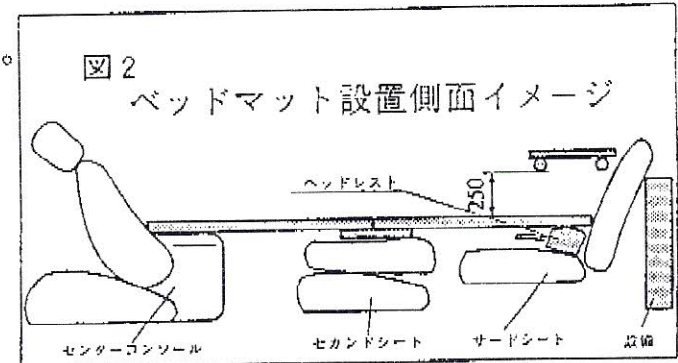 図2
ベッドマット設置側面イメージ
ヘッドレスト
250
センターコンソール
セカンドシート
サードシート
設備